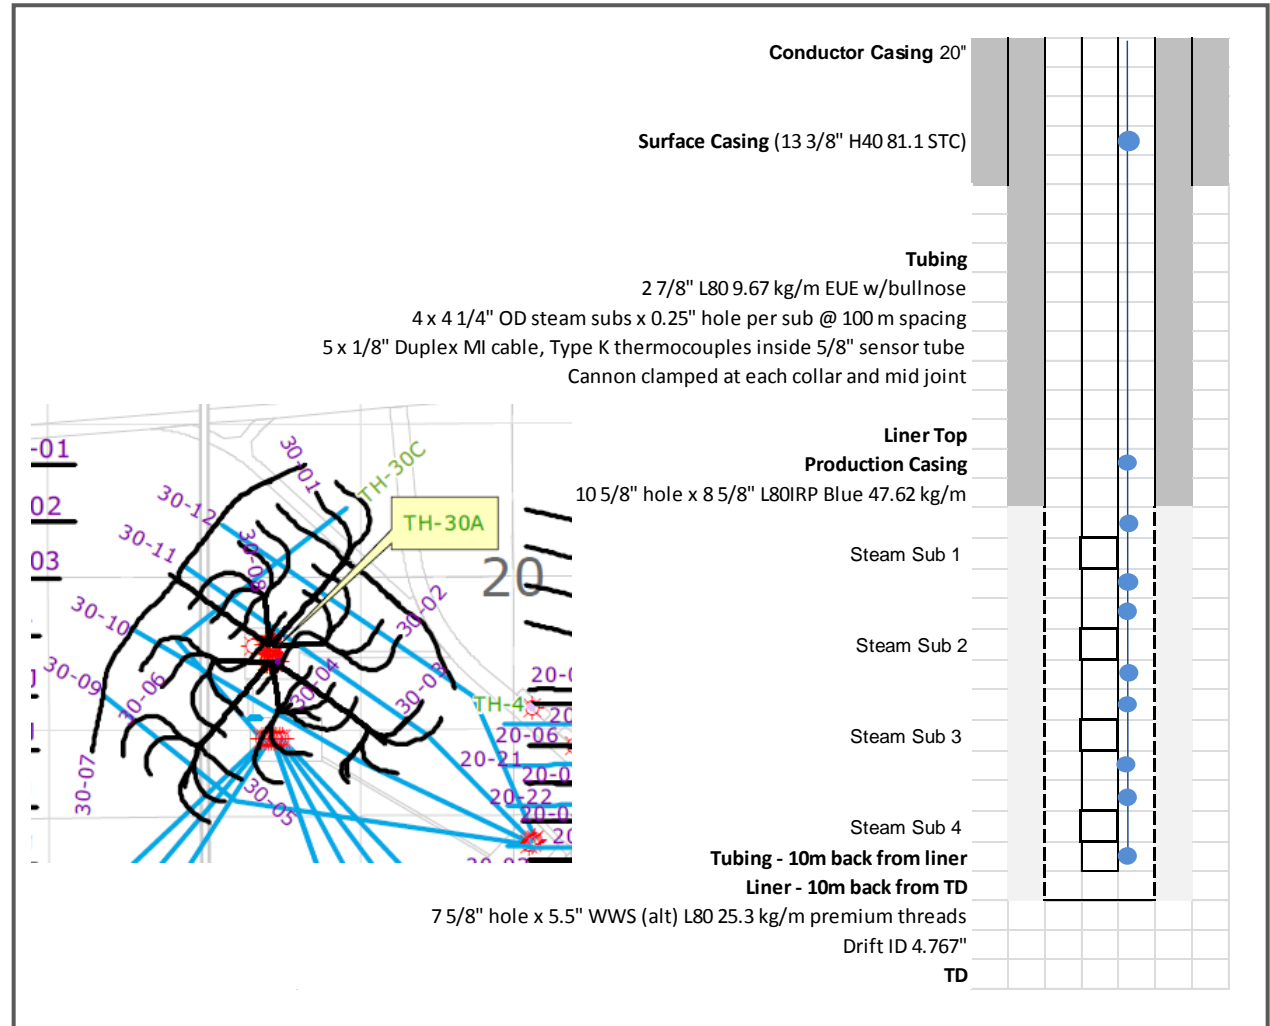 Conductor Casing 20"
Surface Casing (13 3/8" H40 81.1 STC)
Tubing
2 7/8" L80 9.67 kg/m EUE w/bullnose
4 x 4 1/4" OD steam subs x 0.25" hole per sub @ 100 m spacing
5 x 1/8" Duplex MI cable, Type K thermocouples inside 5/8" sensor tube
Cannon clamped at each collar and mid joint
Liner Top
Production Casing
10 5/8" hole x 8 5/8" L80IRP Blue 47.62 kg/m
Steam Sub 1
Steam Sub 2
Steam Sub 3
Steam Sub 4
Tubing - 10m back from liner
Liner - 10m back from TD
7 5/8" hole x 5.5" WWS (alt) L80 25.3 kg/m premium threads
Drift ID 4.767"
TD
-01
02
03
30-01
TH-30C
30-12
TH-30A
30-11
30-08
20
30-10
30-02
30-09
30-06
30-04
30-03
TH-4
20-06
20-21
20-22
30-07
30-05